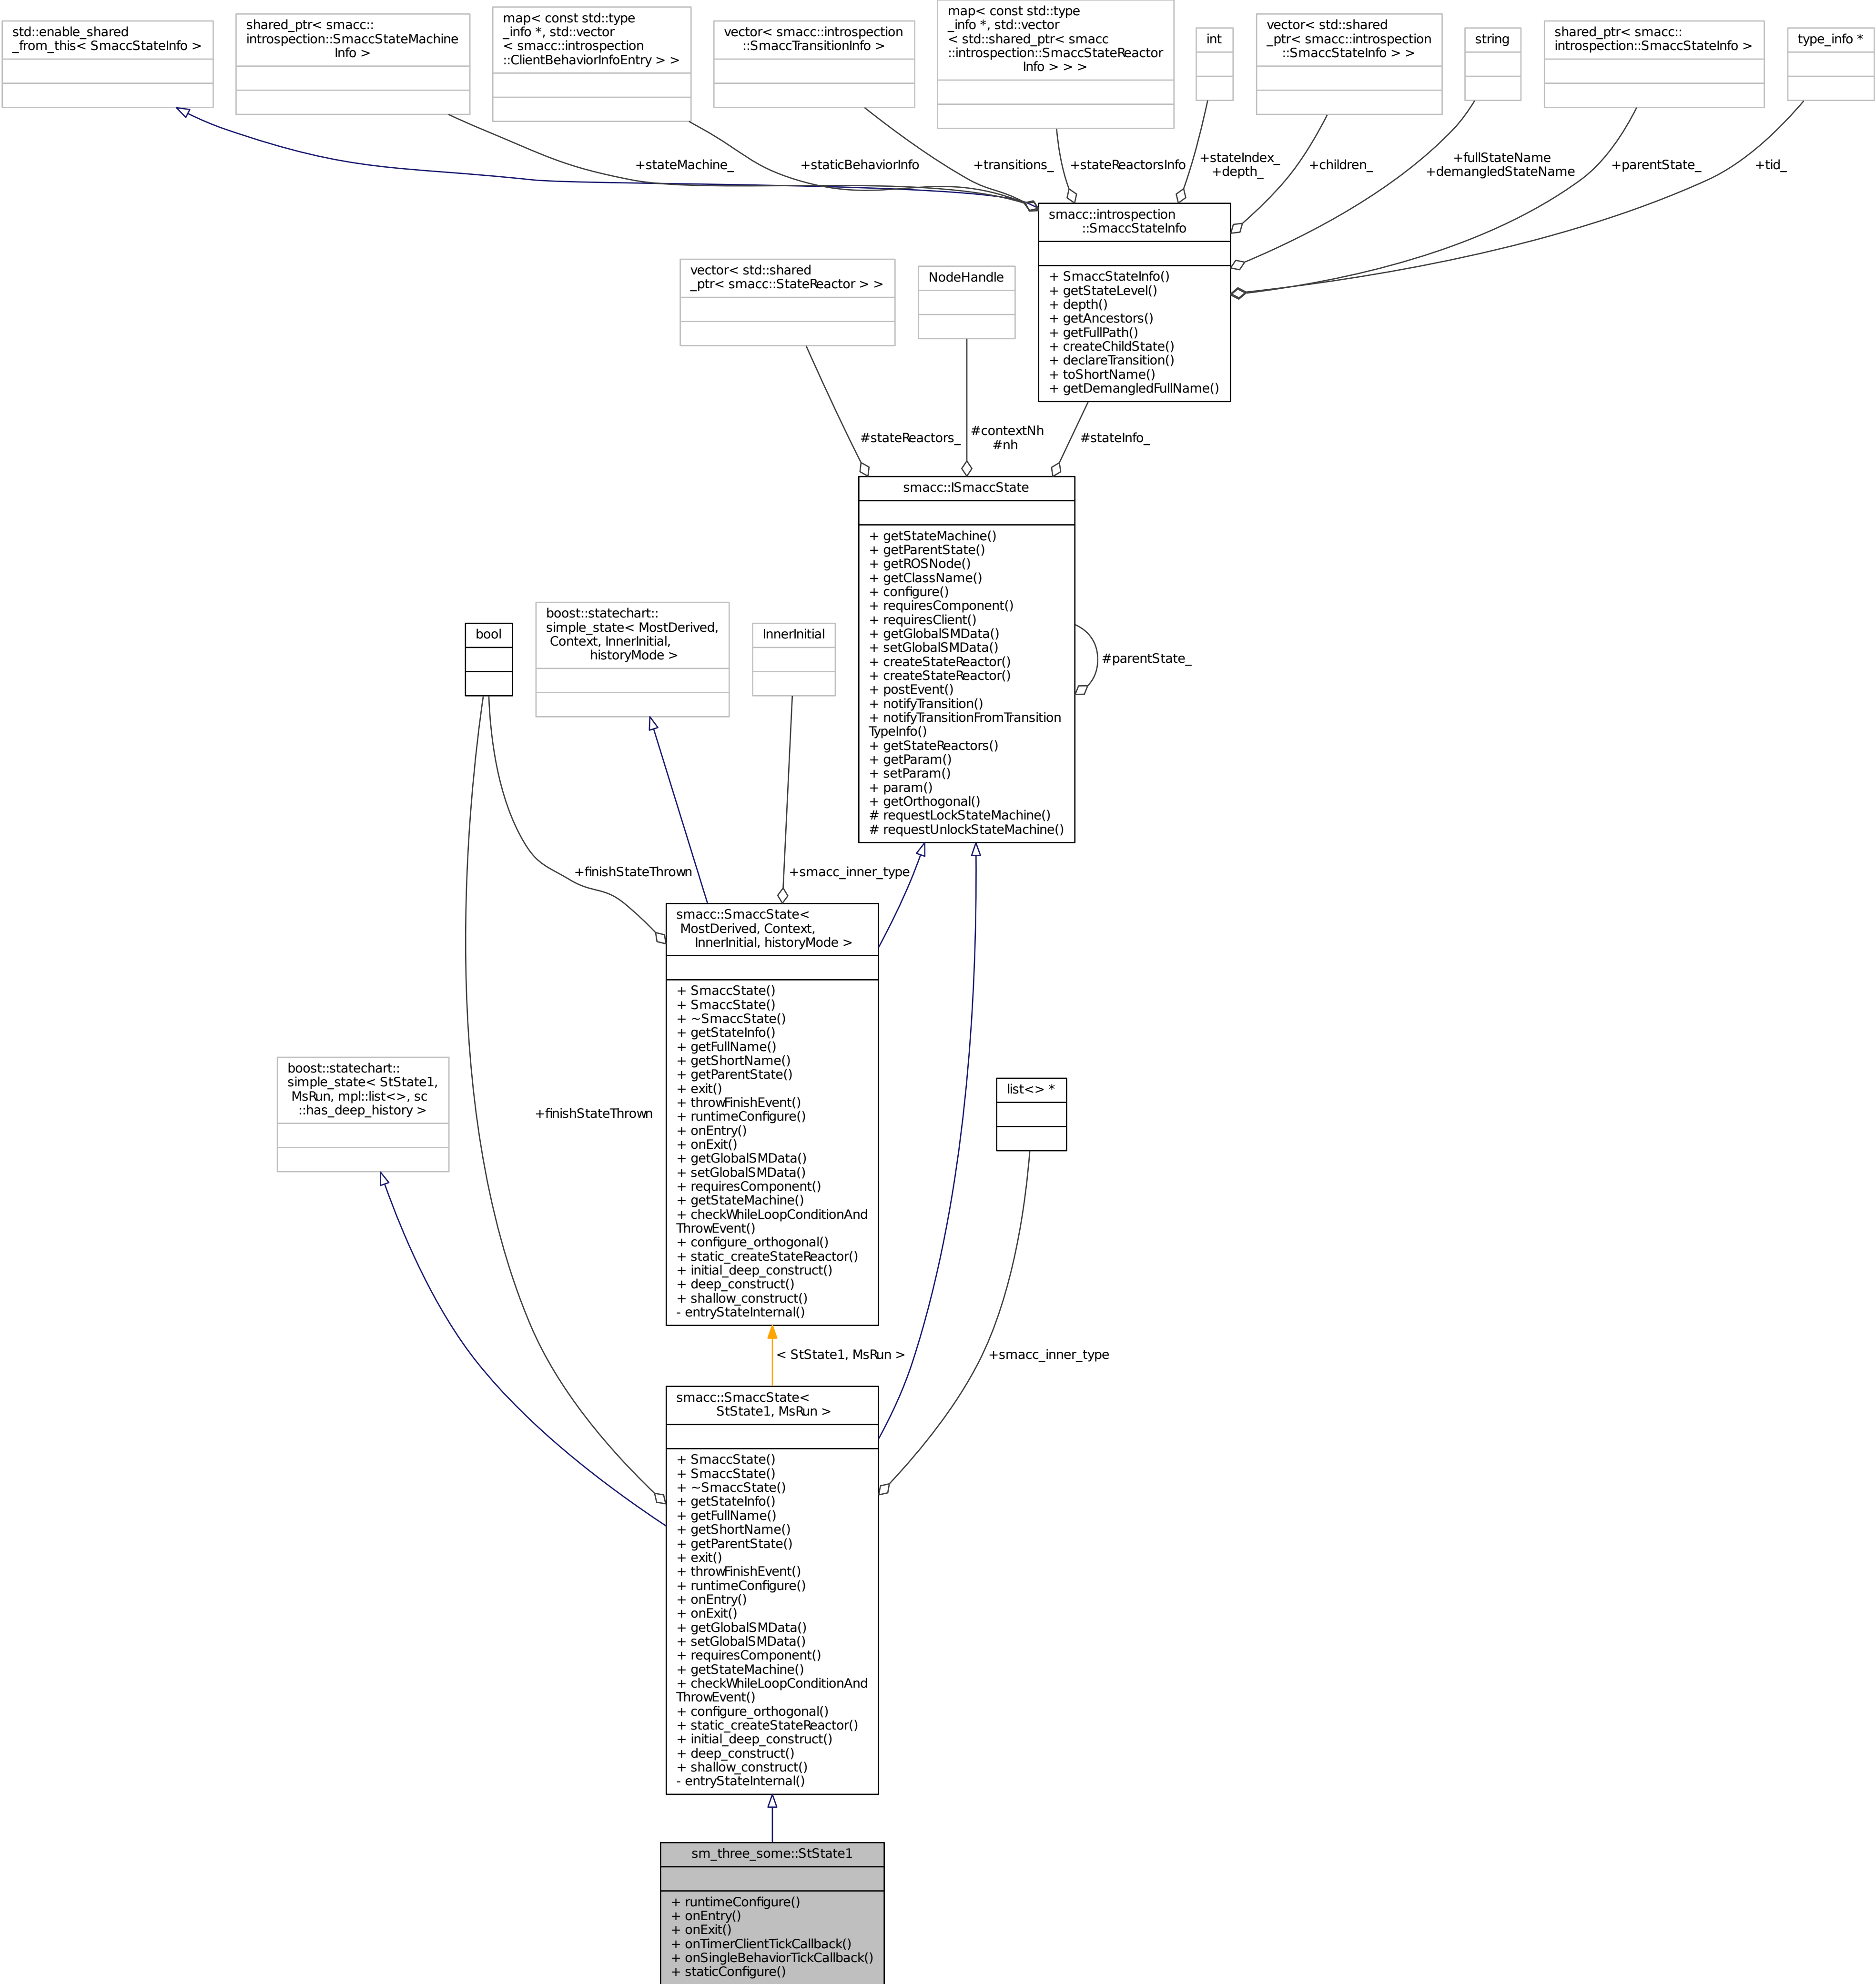 std::enable_shared
_from_this< SmaccStateInfo >
shared_ptr< smacc::
introspection::SmaccStateMachine
Info >
map< const std::type
_info *, std::vector
< smacc::introspection
::ClientBehaviorInfoEntry > >
vector< smacc::introspection
::SmaccTransitionInfo >
map< const std::type
_info *, std::vector
< std::shared_ptr< smacc
::introspection::SmaccStateReactor
Info > > >
int
vector< std::shared
_ptr< smacc::introspection
::SmaccStateInfo > >
string
shared_ptr< smacc::
introspection::SmaccStateInfo >
type_info *
+stateMachine_
+staticBehaviorInfo
+transitions_
+stateReactorsInfo
+stateIndex_
+depth_
+children_
+fullStateName
+demangledStateName
+parentState_
+tid_
smacc::introspection
::SmaccStateInfo
+ SmaccStateInfo()
+ getStateLevel()
+ depth()
+ getAncestors()
+ getFullPath()
+ createChildState()
+ declareTransition()
+ toShortName()
+ getDemangledFullName()
vector< std::shared
_ptr< smacc::StateReactor > >
NodeHandle
#stateReactors_
#contextNh
#nh
#stateInfo_
smacc::ISmaccState
+ getStateMachine()
+ getParentState()
+ getROSNode()
+ getClassName()
+ configure()
+ requiresComponent()
+ requiresClient()
+ getGlobalSMData()
+ setGlobalSMData()
+ createStateReactor()
+ createStateReactor()
+ postEvent()
+ notifyTransition()
+ notifyTransitionFromTransition
TypeInfo()
+ getStateReactors()
+ getParam()
+ setParam()
+ param()
+ getOrthogonal()
# requestLockStateMachine()
# requestUnlockStateMachine()
#parentState_
bool
boost::statechart::
simple_state< MostDerived,
Context, InnerInitial,
historyMode >
InnerInitial
+finishStateThrown
+smacc_inner_type
smacc::SmaccState<
MostDerived, Context,
InnerInitial, historyMode >
+ SmaccState()
+ SmaccState()
+ ~SmaccState()
+ getStateInfo()
+ getFullName()
+ getShortName()
+ getParentState()
+ exit()
+ throwFinishEvent()
+ runtimeConfigure()
+ onEntry()
+ onExit()
+ getGlobalSMData()
+ setGlobalSMData()
+ requiresComponent()
+ getStateMachine()
+ checkWhileLoopConditionAnd
ThrowEvent()
+ configure_orthogonal()
+ static_createStateReactor()
+ initial_deep_construct()
+ deep_construct()
+ shallow_construct()
- entryStateInternal()
boost::statechart::
simple_state< StState1,
MsRun, mpl::list<>, sc
::has_deep_history >
+finishStateThrown
list<> *
< StState1, MsRun >
+smacc_inner_type
smacc::SmaccState<
StState1, MsRun >
+ SmaccState()
+ SmaccState()
+ ~SmaccState()
+ getStateInfo()
+ getFullName()
+ getShortName()
+ getParentState()
+ exit()
+ throwFinishEvent()
+ runtimeConfigure()
+ onEntry()
+ onExit()
+ getGlobalSMData()
+ setGlobalSMData()
+ requiresComponent()
+ getStateMachine()
+ checkWhileLoopConditionAnd
ThrowEvent()
+ configure_orthogonal()
+ static_createStateReactor()
+ initial_deep_construct()
+ deep_construct()
+ shallow_construct()
- entryStateInternal()
sm_three_some::StState1
+ runtimeConfigure()
+ onEntry()
+ onExit()
+ onTimerClientTickCallback()
+ onSingleBehaviorTickCallback()
+ staticConfigure()